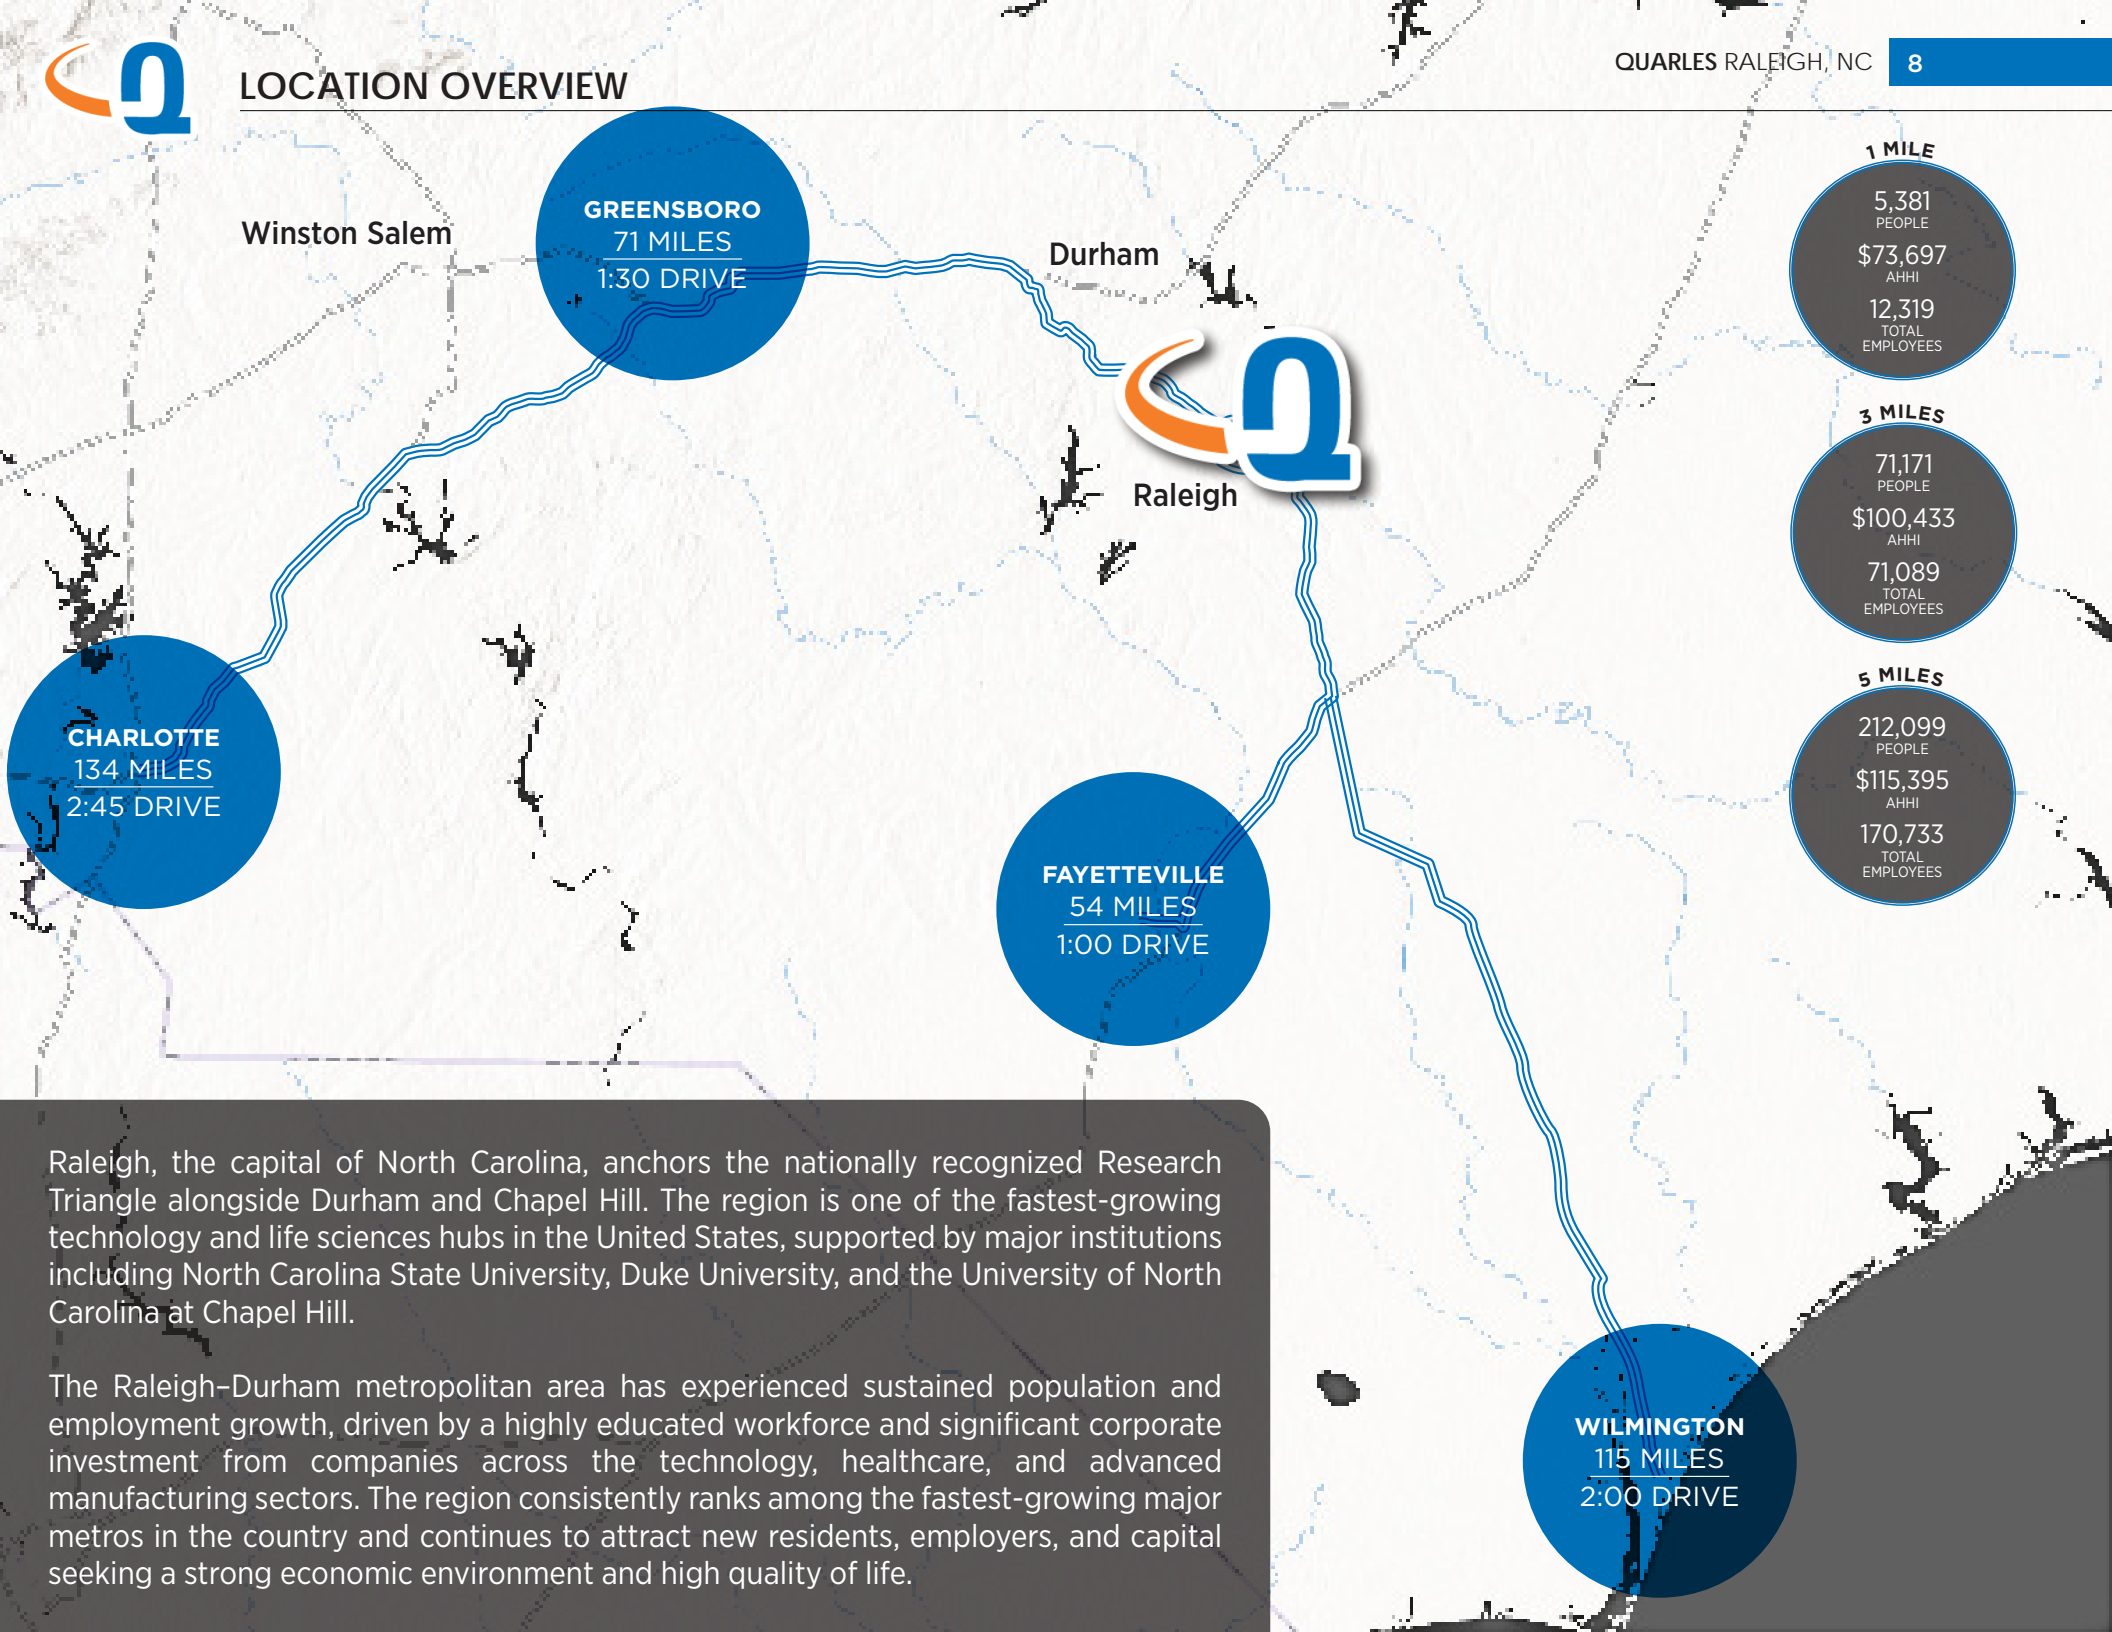 LOCATION OVERVIEW
QUARLES RALEIGH, NC
8
Winston Salem
GREENSBORO
71 MILES
1:30 DRIVE
Durham
Raleigh
1 MILE
5,381
PEOPLE
$73,697
AHHI
12,319
TOTAL
EMPLOYEES
3 MILES
71,171
PEOPLE
$100,433
AHHI
71,089
TOTAL
EMPLOYEES
5 MILES
212,099
PEOPLE
$115,395
AHHI
170,733
TOTAL
EMPLOYEES
CHARLOTTE
134 MILES
2:45 DRIVE
FAYETTEVILLE
54 MILES
1:00 DRIVE
Raleigh, the capital of North Carolina, anchors the nationally recognized Research
Triangle alongside Durham and Chapel Hill. The region is one of the fastest-growing
technology and life sciences hubs in the United States, supported by major institutions
including North Carolina State University, Duke University, and the University of North
Carolina at Chapel Hill.
The Raleigh–Durham metropolitan area has experienced sustained population and
employment growth, driven by a highly educated workforce and significant corporate
investment from companies across the technology, healthcare, and advanced
manufacturing sectors. The region consistently ranks among the fastest-growing major
metros in the country and continues to attract new residents, employers, and capital
seeking a strong economic environment and high quality of life.
WILMINGTON
115 MILES
2:00 DRIVE